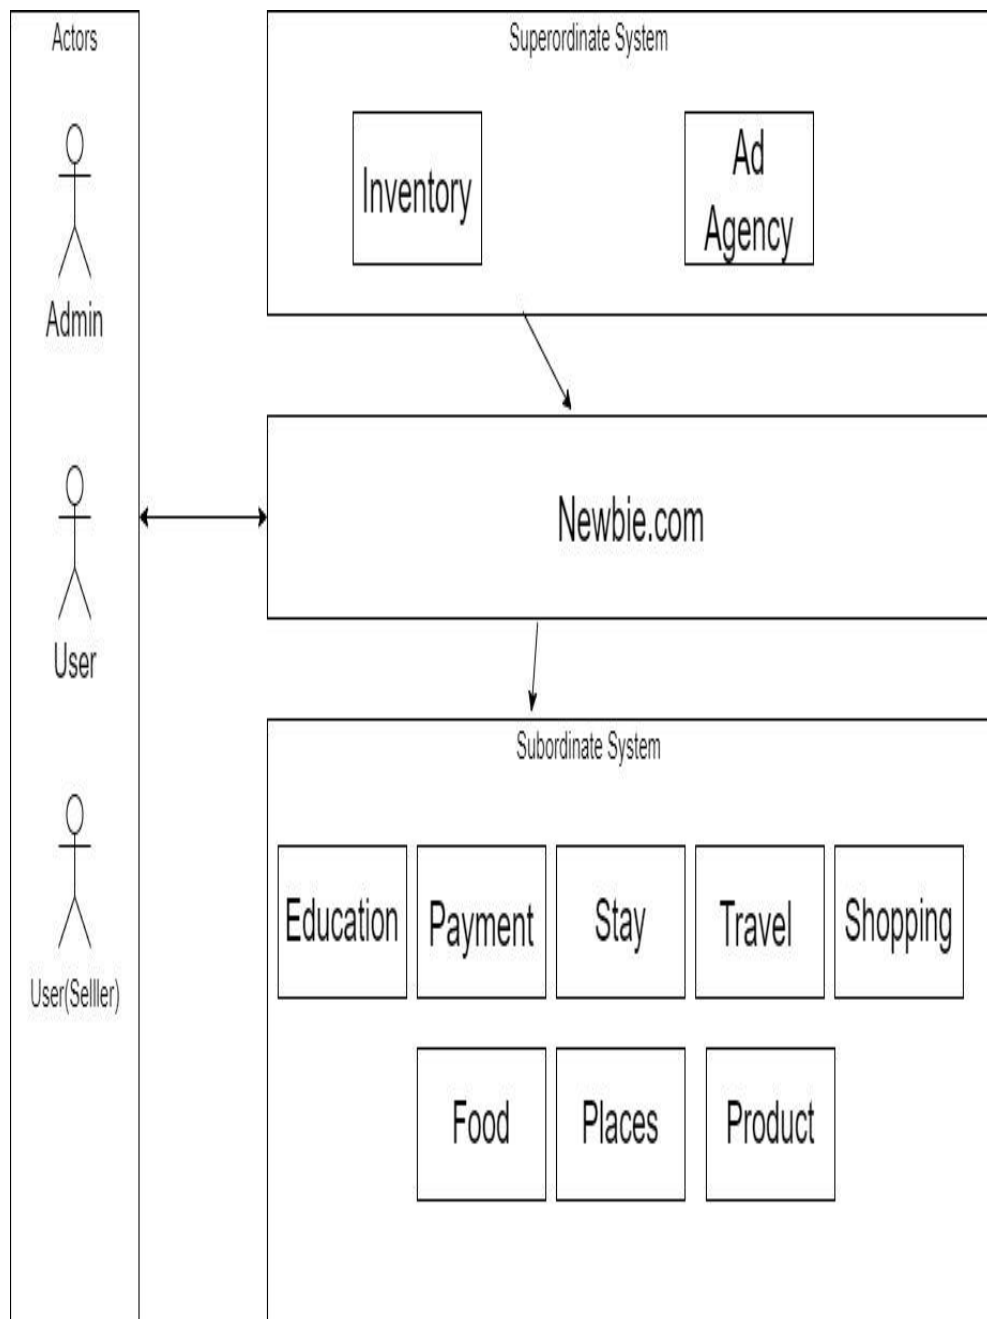 Actors
Admin
User
User(Selller)
Superordinate System
Inventory
Ad
Agency
Newbie.com
Subordinate System
Education
Payment
Stay
Travel
Shopping
Food
Places
Product